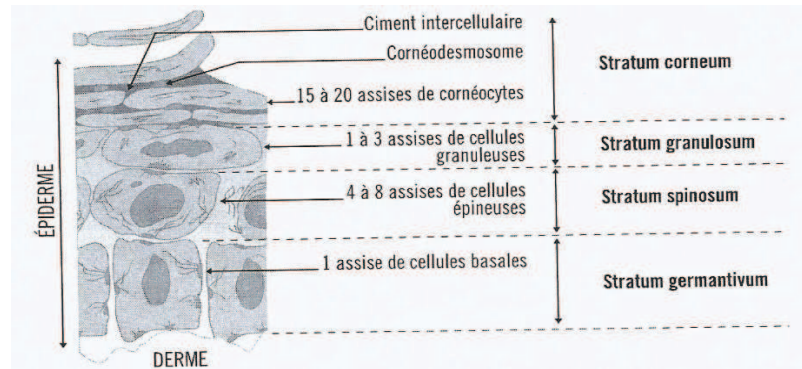 Ciment intercellulaire
Cornéodesmosome
Stratum corneum
15 à 20 assises de cornéocytes
1 à 3 assises de cellules
granuleuses
Stratum granulosum
4 à 8 assises de cellules
épineuses
Stratum spinosum
1 assise de cellules basales
Stratum germantivum
ÉPIDERME
DERME